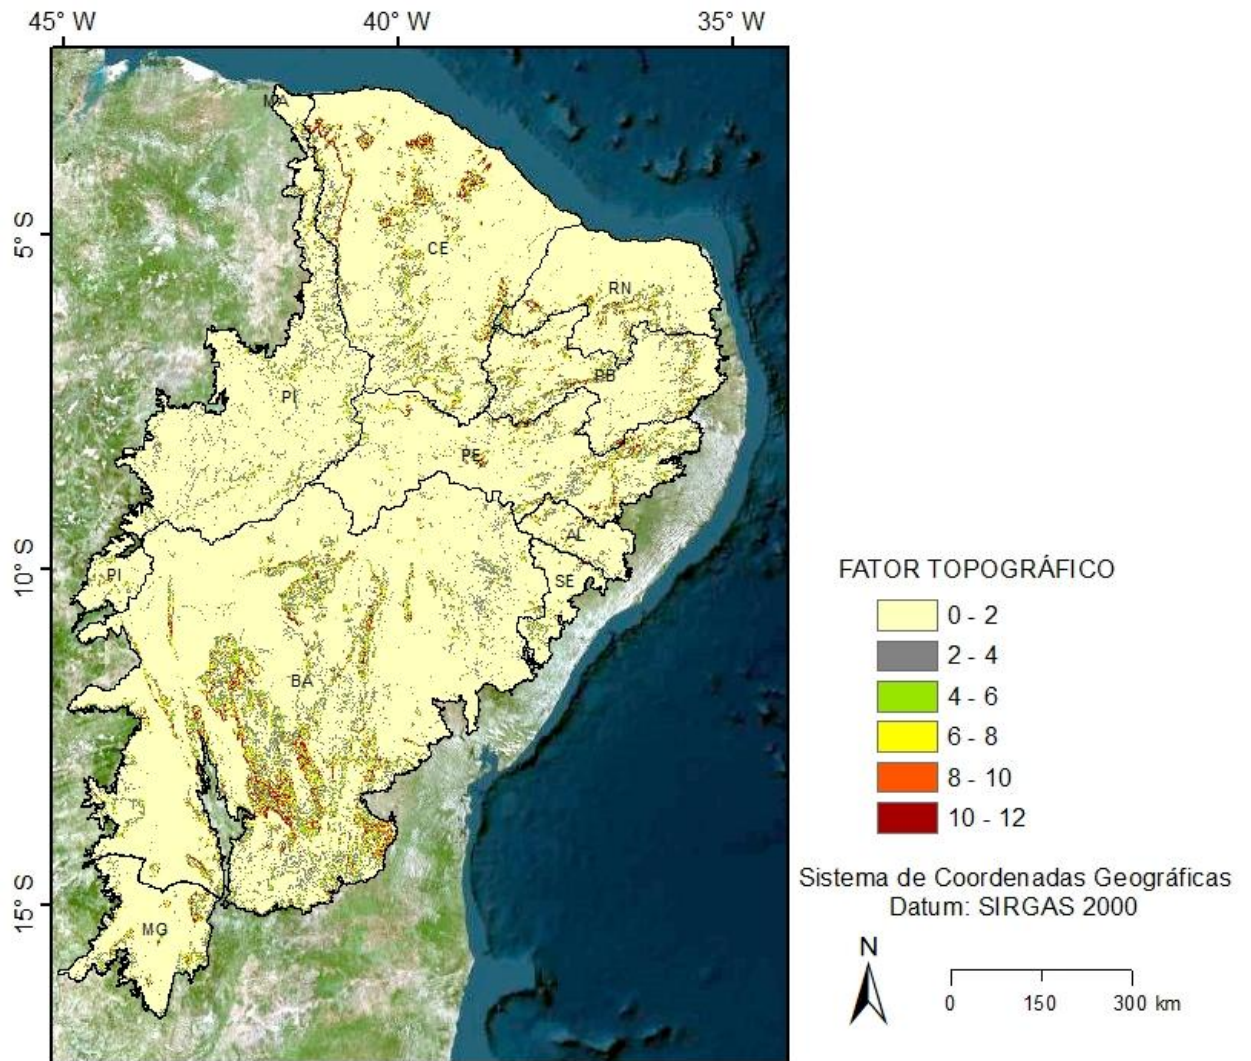 45° W
40° W
35° W
5° S
10° S
15° S
MA
CE
RN
PB
PI
PE
AL
SE
PI
BA
MG
FATOR TOPOGRÁFICO
0 - 2
2 - 4
4 - 6
6 - 8
8 - 10
10 - 12
Sistema de Coordenadas Geográficas
Datum: SIRGAS 2000
N
0 150 300 km